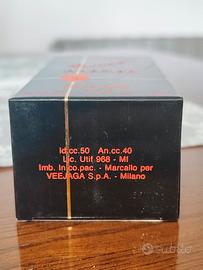 Id.cc.50 An.cc.40
Lic. Utif 968 - MI
Imb. In.co.pac. - Marcallo per
VEEJAGA S.p.A. - Milano
subito